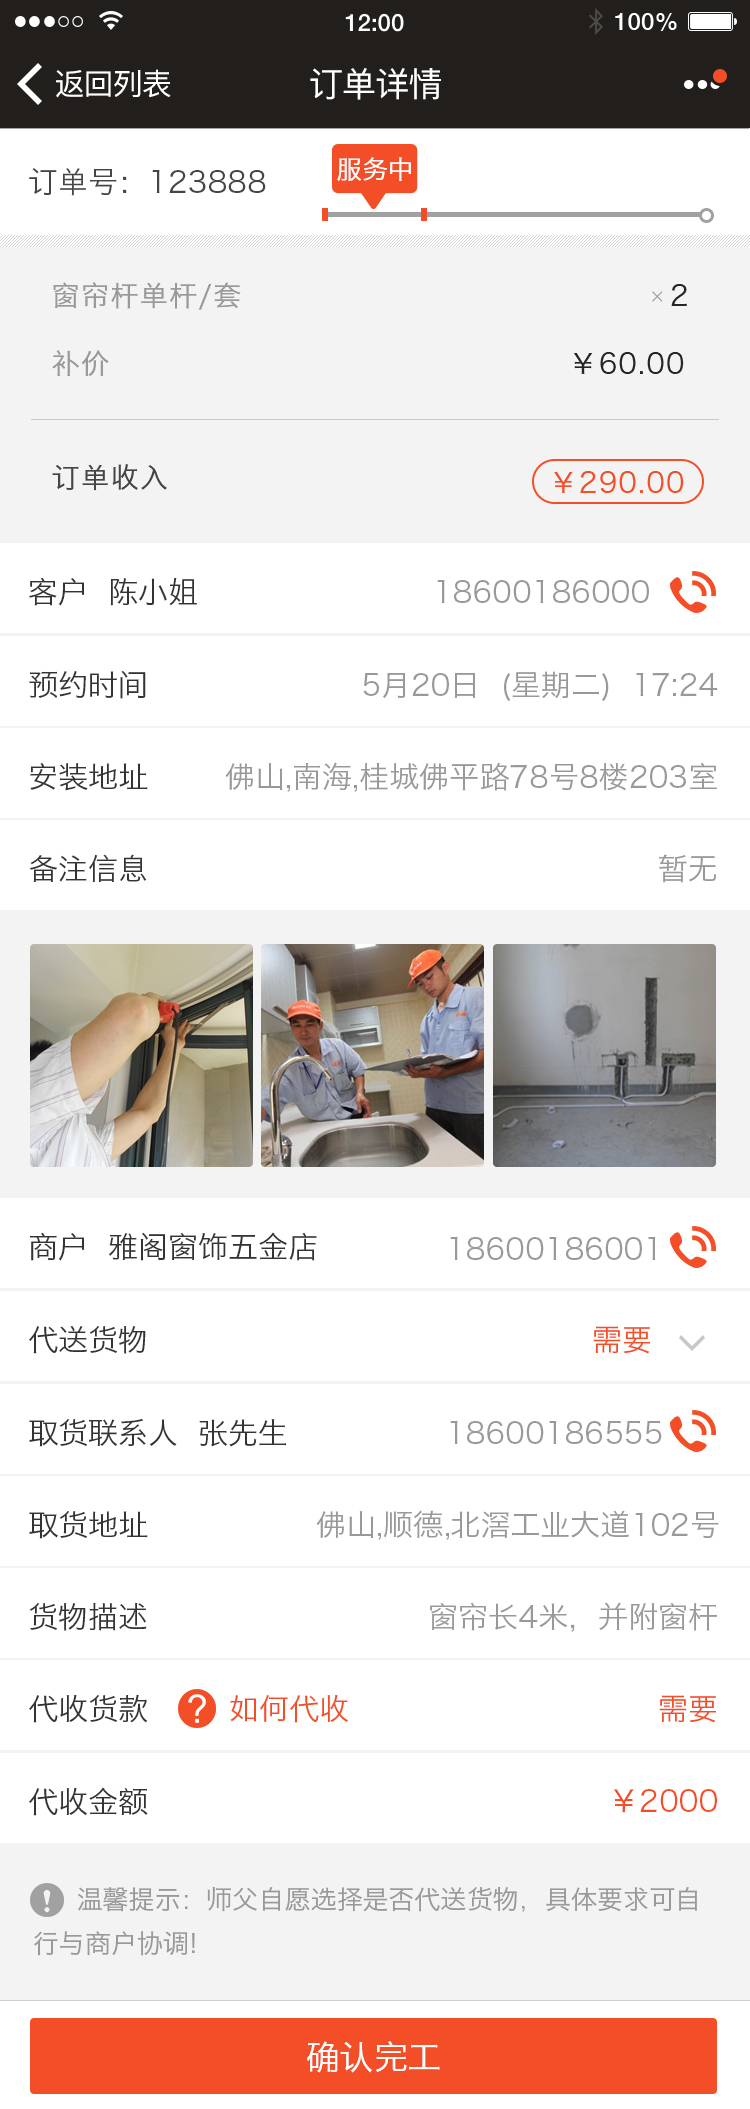 12:00
100%
返回列表
订单详情
服务中
订单号：123888
窗帘杆单杆/套
×2
补价
￥60.00
订单收入
￥290.00
客户 陈小姐
18600186000
预约时间
5月20日 (星期二) 17:24
安装地址
佛山,南海,桂城佛平路78号8楼203室
备注信息
暂无
商户 雅阁窗饰五金店
18600186001
代送货物
需要
取货联系人 张先生
18600186555
取货地址
佛山,顺德,北滘工业大道102号
货物描述
窗帘长4米，并附窗杆
代收货款
如何代收
需要
代收金额
￥2000
温馨提示：师父自愿选择是否代送货物，具体要求可自
行与商户协调!
确认完工